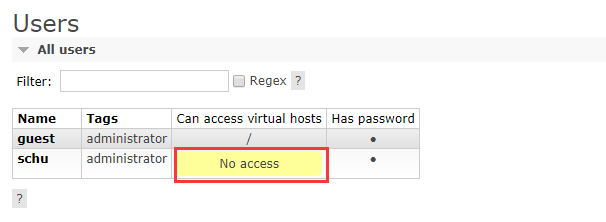 Users
All users
Filter: Regex ?
Name Tags Can access virtual hosts Has password
guest administrator / •
schu administrator No access •
?